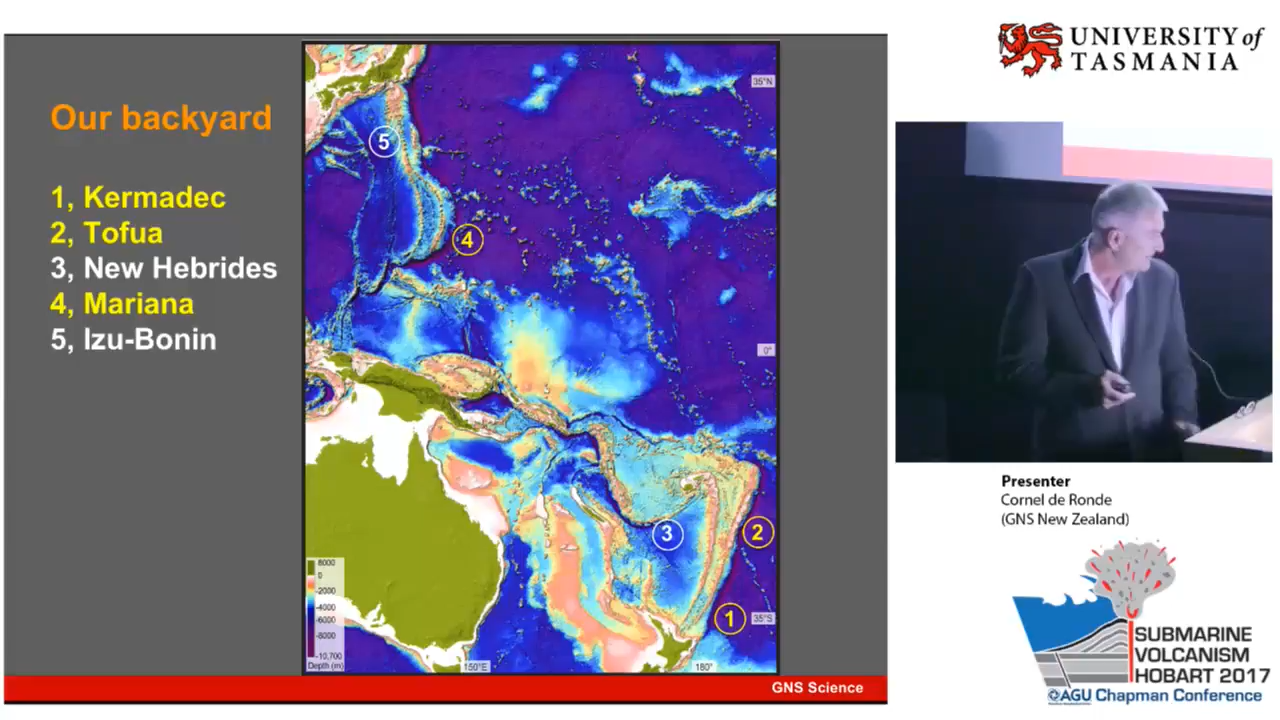 Our backyard
1, Kermadec
2, Tofua
3, New Hebrides
4, Mariana
5, Izu-Bonin
5
4
3
2
1
35°N
0°
35°S
150°E
180°
8000
0
-2000
-4000
-6000
-8000
-10,700
Depth (m)
GNS Science
UNIVERSITY of
TASMANIA
Presenter
Cornel de Ronde
(GNS New Zealand)
SUBMARINE
VOLCANISM
HOBART 2017
AGU Chapman Conference